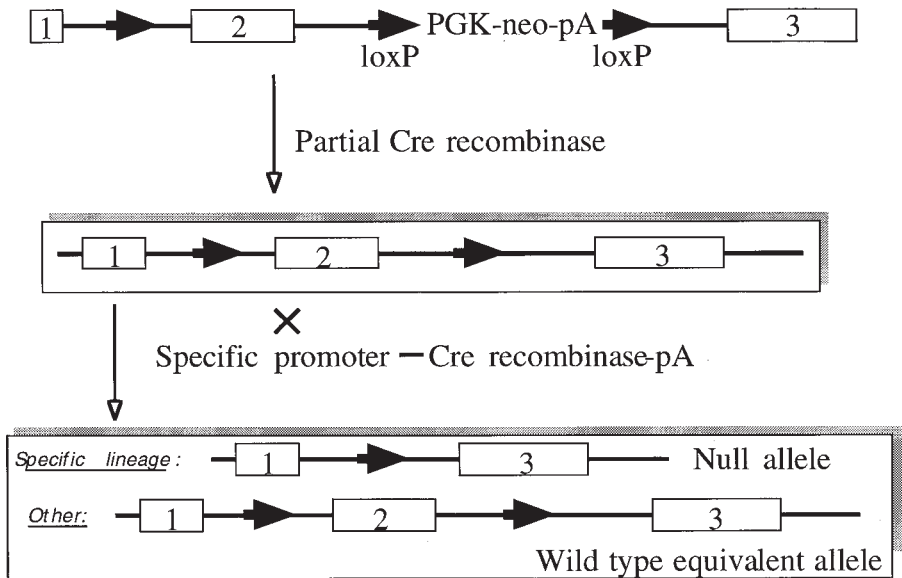 1 2 PGK-neo-pA 3
loxP loxP
Partial Cre recombinase
1 2 3
×
Specific promoter – Cre recombinase-pA
Specific lineage: 1 3 Null allele
Other: 1 2 3
Wild type equivalent allele